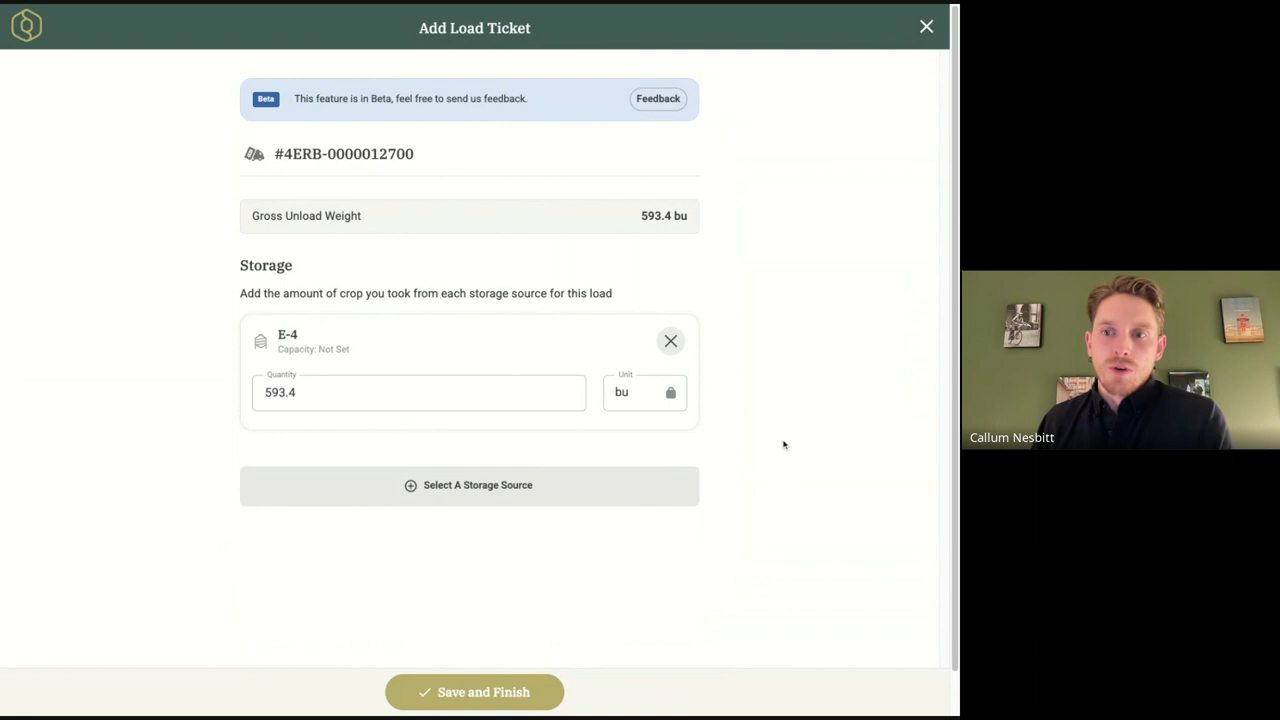 Add Load Ticket
Beta This feature is in Beta, feel free to send us feedback. Feedback
#4ERB-0000012700
Gross Unload Weight 593.4 bu
Storage
Add the amount of crop you took from each storage source for this load
E-4
Capacity: Not Set
Quantity Unit
593.4 bu
Callum Nesbitt
Select A Storage Source
Save and Finish